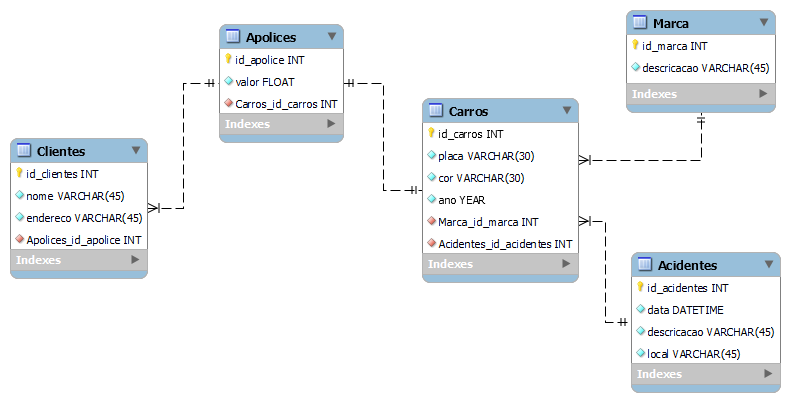 Apolices
id_apolice INT
valor FLOAT
Carros_id_carros INT
Indexes
Marca
id_marca INT
descricacao VARCHAR(45)
Indexes
Clientes
id_clientes INT
nome VARCHAR(45)
endereco VARCHAR(45)
Apolices_id_apolice INT
Indexes
Carros
id_carros INT
placa VARCHAR(30)
cor VARCHAR(30)
ano YEAR
Marca_id_marca INT
Acidentes_id_acidentes INT
Indexes
Acidentes
id_acidentes INT
data DATETIME
descricacao VARCHAR(45)
local VARCHAR(45)
Indexes